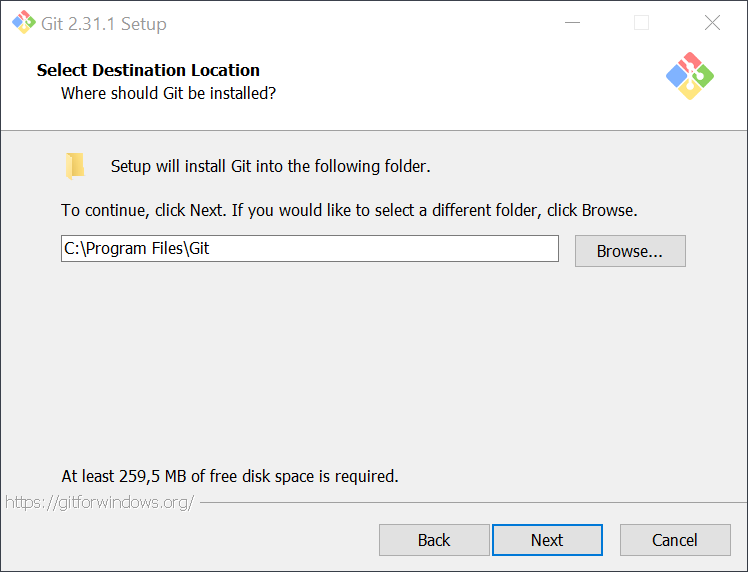 Git 2.31.1 Setup
Select Destination Location
Where should Git be installed?
Setup will install Git into the following folder.
To continue, click Next. If you would like to select a different folder, click Browse.
C:\Program Files\Git
Browse...
At least 259,5 MB of free disk space is required.
https://gitforwindows.org/
Back
Next
Cancel